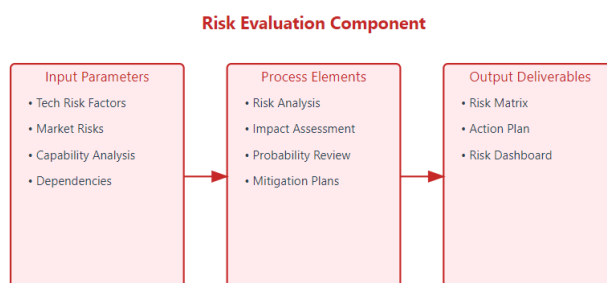 Risk Evaluation Component
Input Parameters
• Tech Risk Factors
• Market Risks
• Capability Analysis
• Dependencies
Process Elements
• Risk Analysis
• Impact Assessment
• Probability Review
• Mitigation Plans
Output Deliverables
• Risk Matrix
• Action Plan
• Risk Dashboard